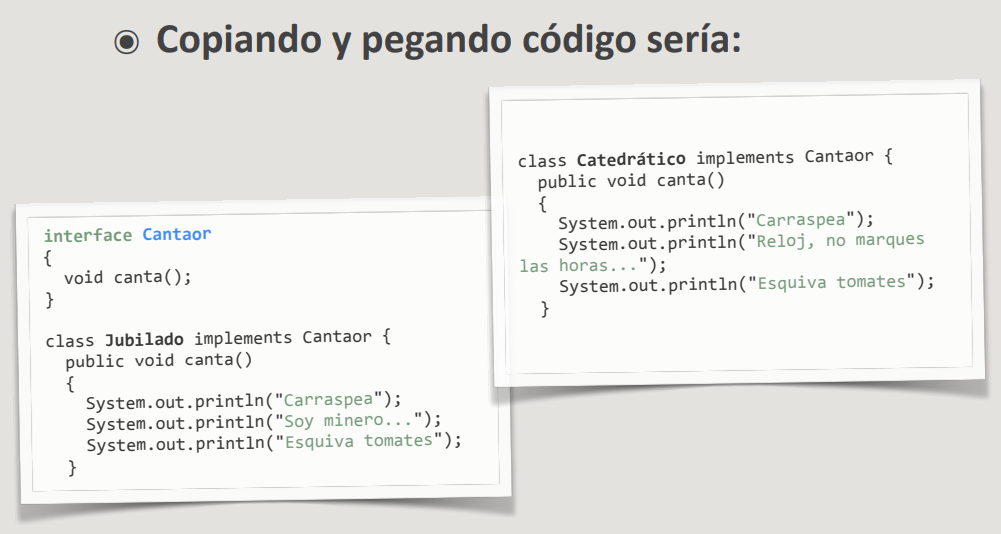 Copiando y pegando código sería:
interface Cantaor
{
  void canta();
}

class Jubilado implements Cantaor {
  public void canta()
  {
    System.out.println("Carraspea");
    System.out.println("Soy minero...");
    System.out.println("Esquiva tomates");
  }
class Catedrático implements Cantaor {
  public void canta()
  {
    System.out.println("Carraspea");
    System.out.println("Reloj, no marques
las horas...");
    System.out.println("Esquiva tomates");
  }